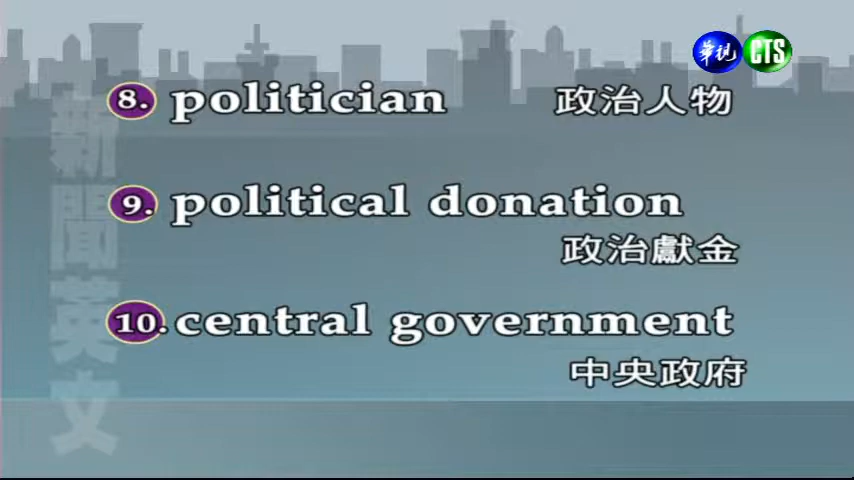 華視 CTS
8. politician 政治人物
9. political donation
政治獻金
10. central government
中央政府
新聞英文